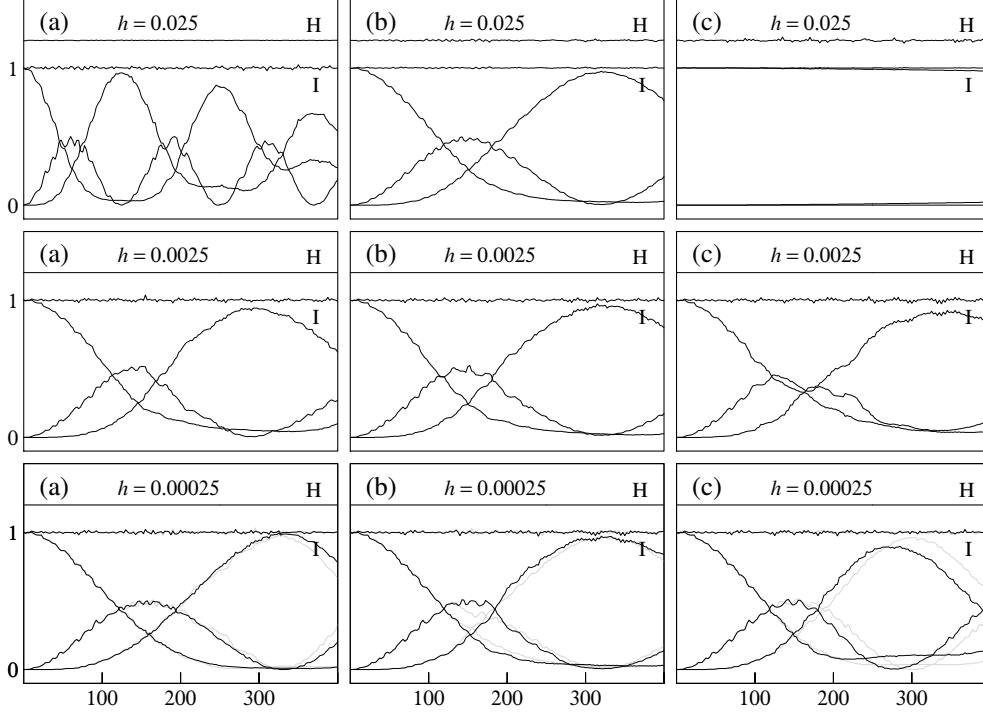 (a) h = 0.025 H
(b) h = 0.025 H
(c) h = 0.025 H
1
I
I
I
0
(a) h = 0.0025 H
(b) h = 0.0025 H
(c) h = 0.0025 H
1
I
I
I
0
(a) h = 0.00025 H
(b) h = 0.00025 H
(c) h = 0.00025 H
1
I
I
I
0
100 200 300
100 200 300
100 200 300